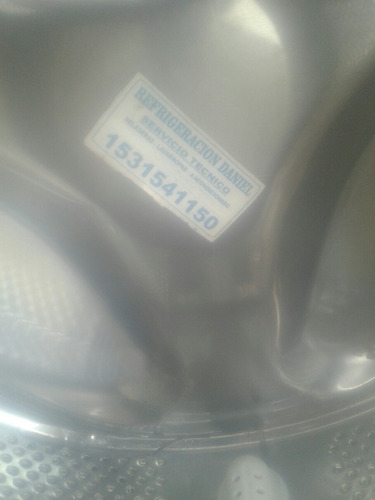 REFRIGERACION DANIEL
SERVICIO TECNICO
1531541150